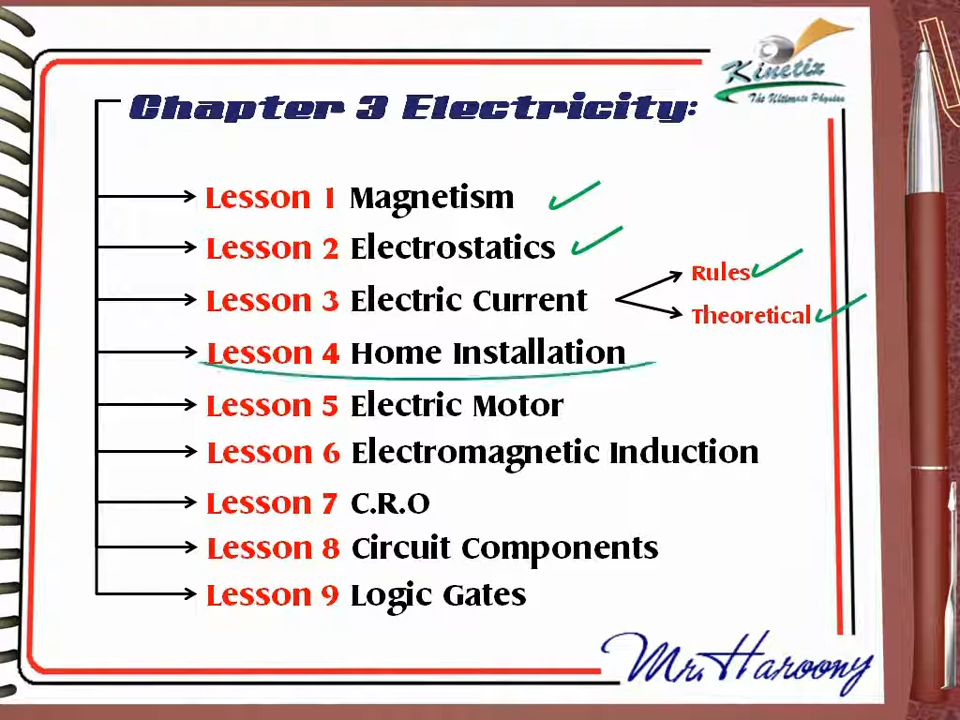 Kinetix
The Ultimate Physics
Chapter 3 Electricity:
Lesson 1 Magnetism
Lesson 2 Electrostatics
Lesson 3 Electric Current
Rules
Theoretical
Lesson 4 Home Installation
Lesson 5 Electric Motor
Lesson 6 Electromagnetic Induction
Lesson 7 C.R.O
Lesson 8 Circuit Components
Lesson 9 Logic Gates
Mr. Haroony